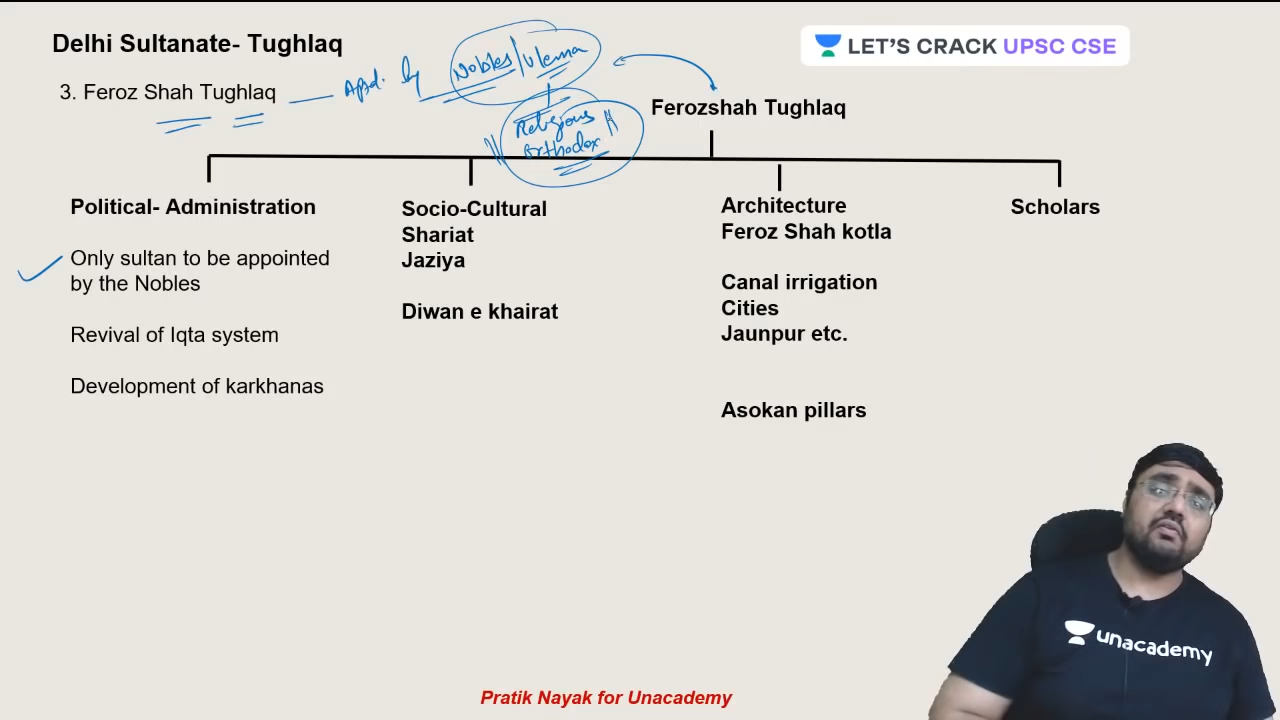 Delhi Sultanate- Tughlaq
LET'S CRACK UPSC CSE
3. Feroz Shah Tughlaq
Apd. by Nobles/Ulema
Religious
Orthodox
Ferozshah Tughlaq
Political- Administration
Only sultan to be appointed
by the Nobles
Revival of Iqta system
Development of karkhanas
Socio-Cultural
Shariat
Jaziya
Diwan e khairat
Architecture
Feroz Shah kotla
Canal irrigation
Cities
Jaunpur etc.
Asokan pillars
Scholars
unacademy
Pratik Nayak for Unacademy